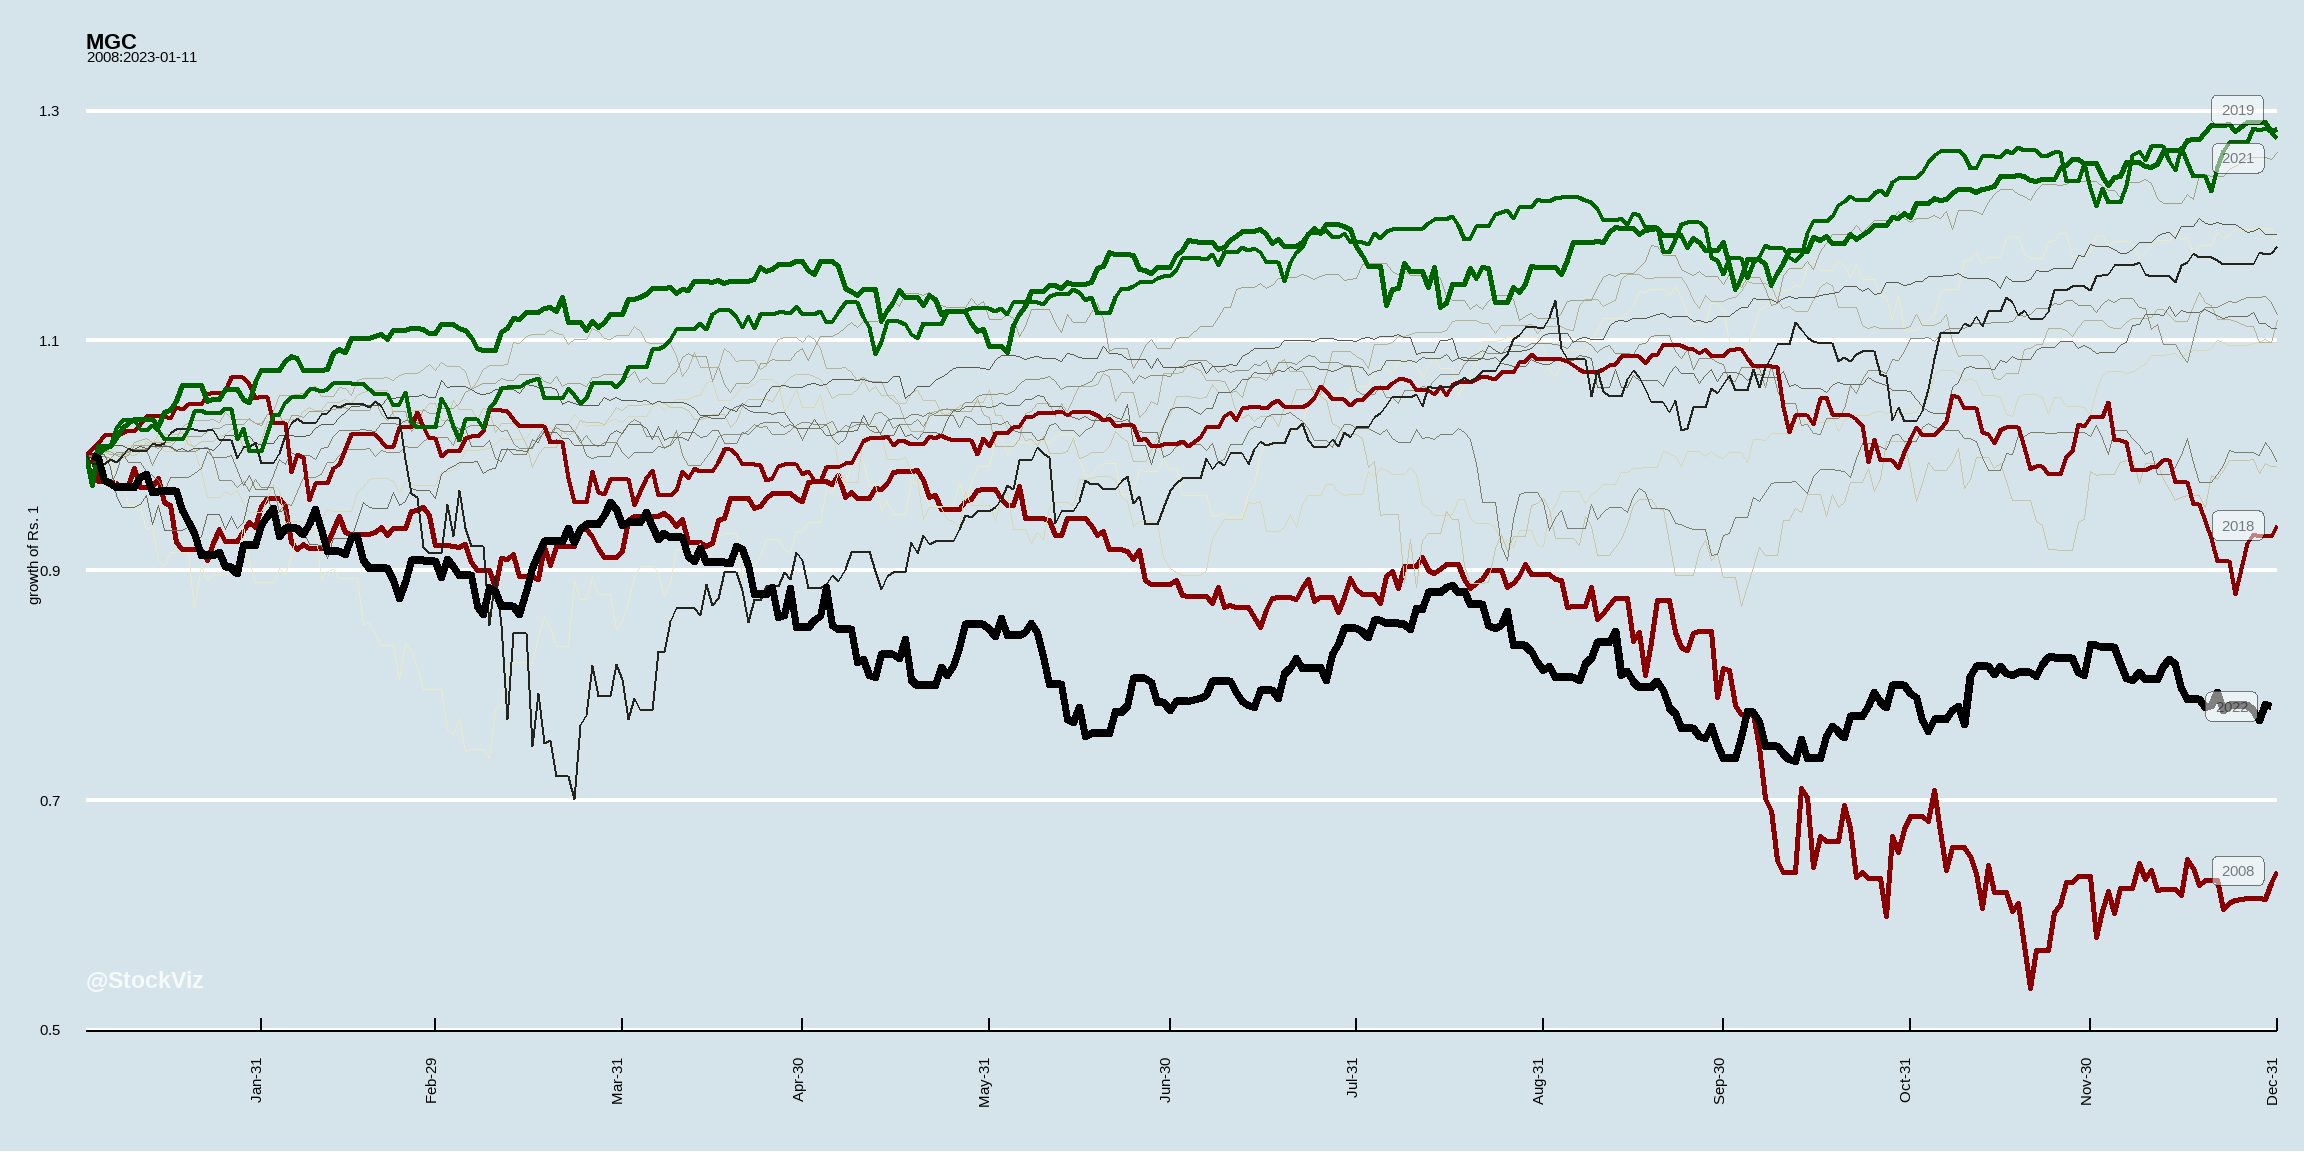 MGC
2008:2023-01-11
1.3
1.1
0.9
0.7
0.5
growth of Rs. 1
2019
2021
2018
2022
2008
@StockViz
Jan-31
Feb-29
Mar-31
Apr-30
May-31
Jun-30
Jul-31
Aug-31
Sep-30
Oct-31
Nov-30
Dec-31